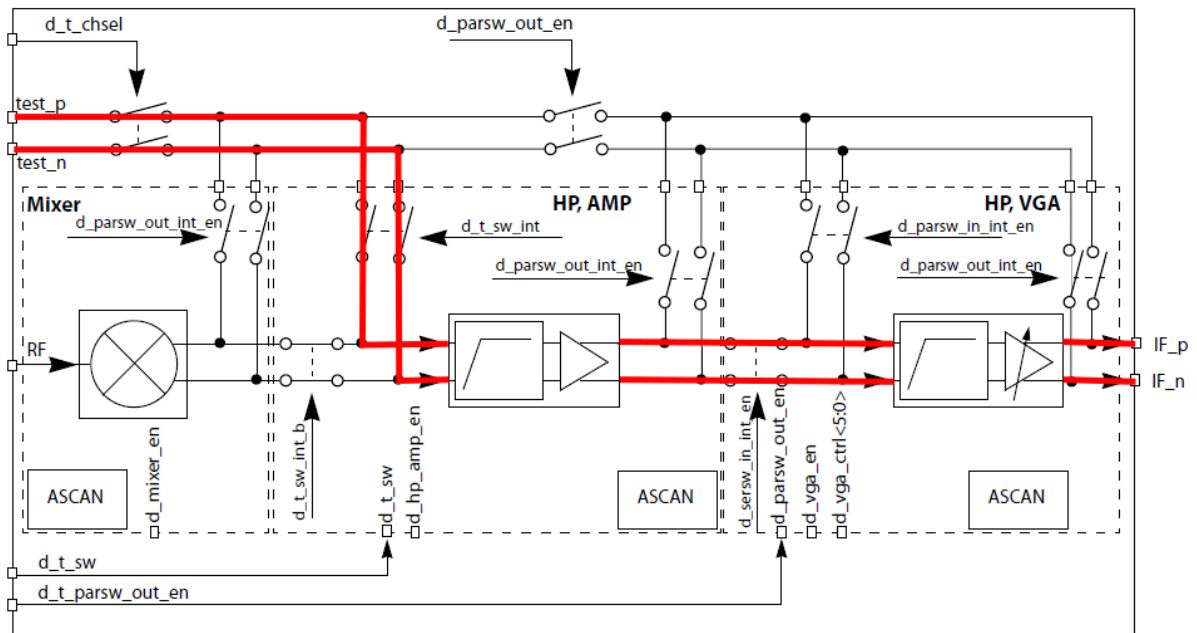 d_t_chsel
d_parsw_out_en
test_p
test_n
Mixer
HP, AMP
HP, VGA
d_parsw_out_int_en
d_t_sw_int
d_parsw_in_int_en
d_parsw_out_int_en
d_parsw_out_int_en
RF
IF_p
IF_n
d_mixer_en
d_t_sw_int_b
d_t_sw
d_hp_amp_en
d_sersw_in_int_en
d_parsw_out_en
d_vga_en
d_vga_ctrl<5:0>
ASCAN
ASCAN
ASCAN
d_t_sw
d_t_parsw_out_en